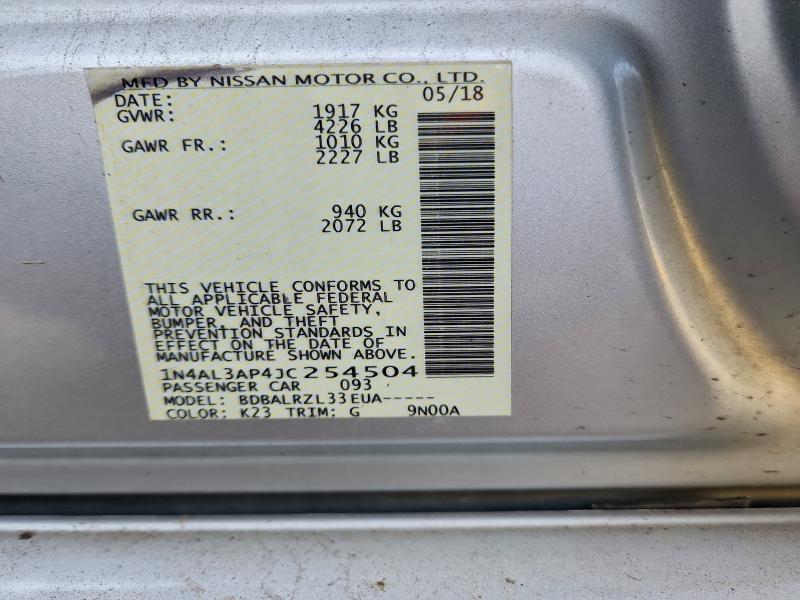 MFD BY NISSAN MOTOR CO., LTD.
DATE: 05/18
GVWR: 1917 KG
4226 LB
GAWR FR.: 1010 KG
2227 LB
GAWR RR.: 940 KG
2072 LB
THIS VEHICLE CONFORMS TO
ALL APPLICABLE FEDERAL
MOTOR VEHICLE SAFETY,
BUMPER, AND THEFT
PREVENTION STANDARDS IN
EFFECT ON THE DATE OF
MANUFACTURE SHOWN ABOVE.
1N4AL3AP4JC254504
PASSENGER CAR 093
MODEL: BDBALRZL33EUA-----
COLOR: K23 TRIM: G 9N00A